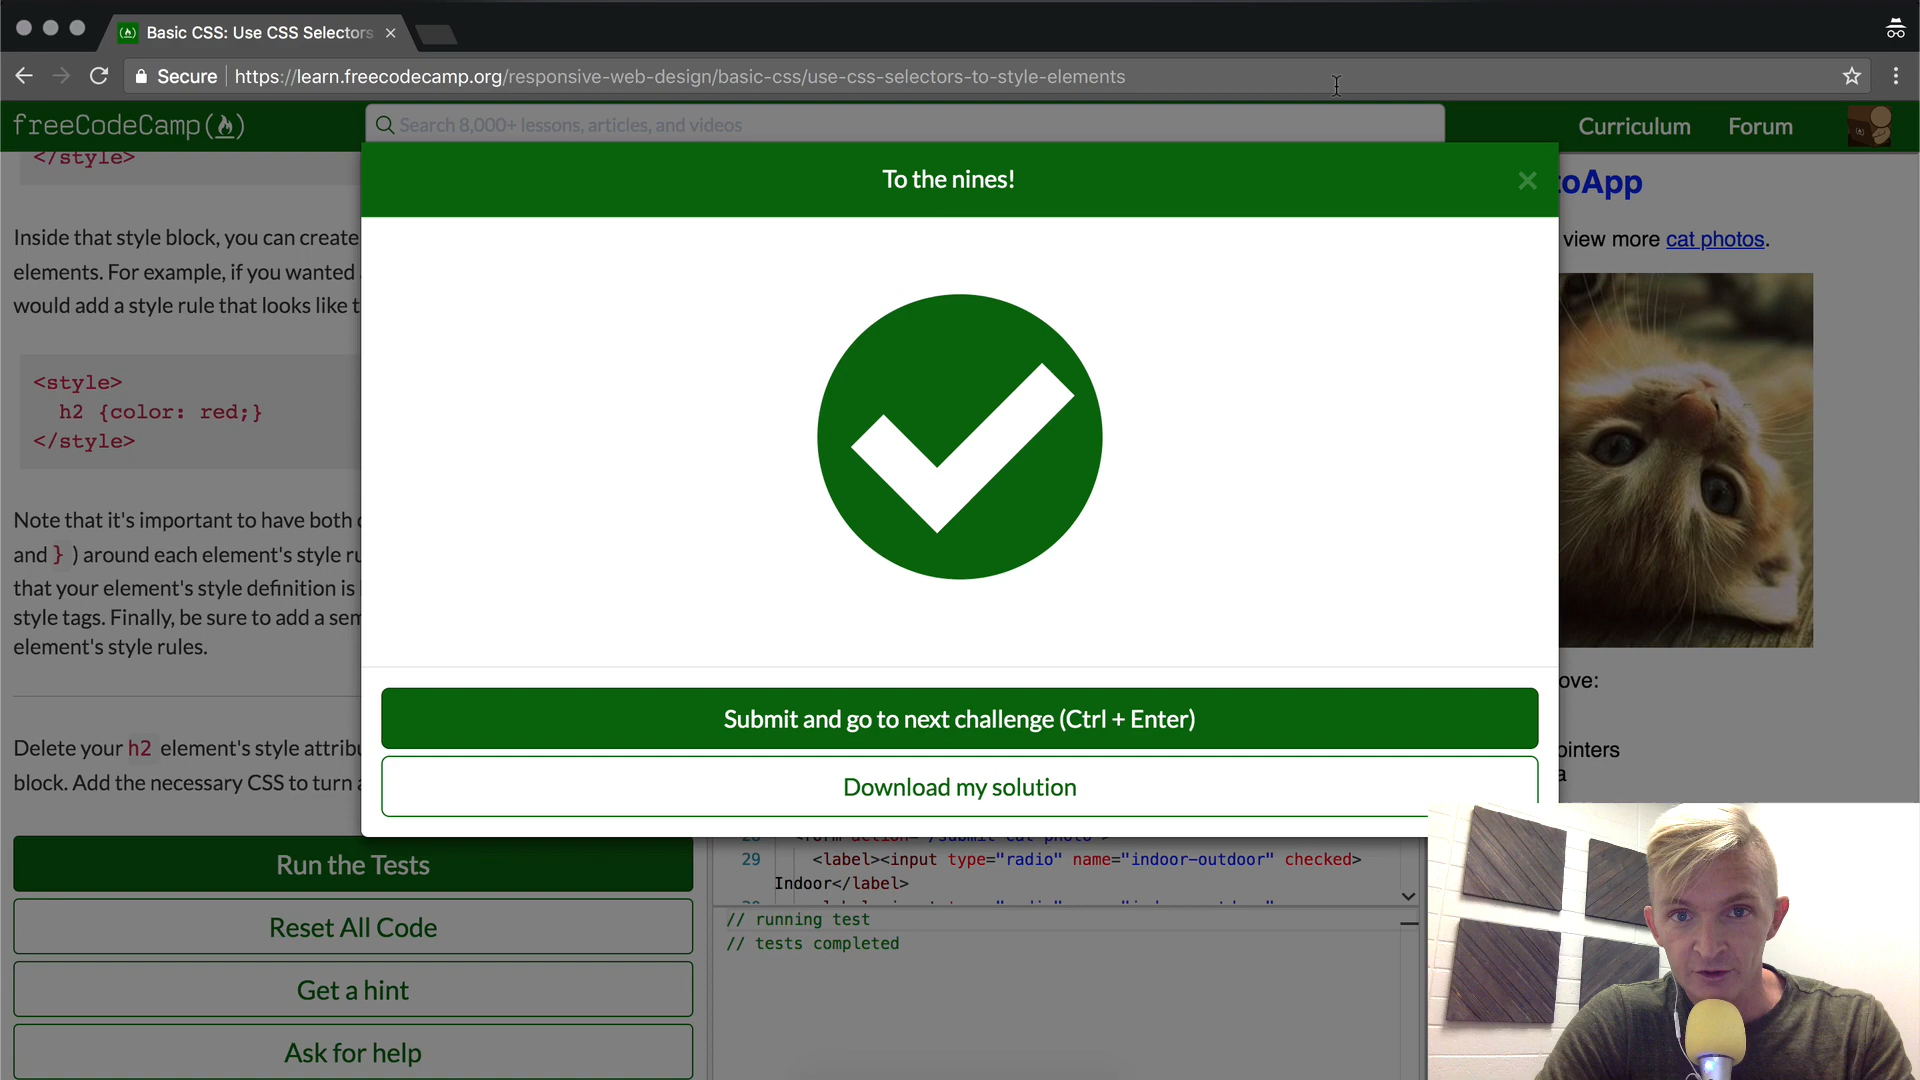 Basic CSS: Use CSS Selectors
Secure https://learn.freecodecamp.org/responsive-web-design/basic-css/use-css-selectors-to-style-elements
freeCodeCamp
Search 8,000+ lessons, articles, and videos
Curriculum
Forum
</style>
To the nines!
toApp
Inside that style block, you can create
elements. For example, if you wanted
would add a style rule that looks like
view more cat photos.
<style>
h2 {color: red;}
</style>
Note that it's important to have both
and } ) around each element's style
that your element's style definition is
style tags. Finally, be sure to add a
element's style rules.
Submit and go to next challenge (Ctrl + Enter)
Download my solution
ove:
ointers
a
Delete your h2 element's style
block. Add the necessary CSS to turn
Run the Tests
Reset All Code
Get a hint
Ask for help
29 <label><input type="radio" name="indoor-outdoor" checked>
Indoor</label>
// running test
// tests completed